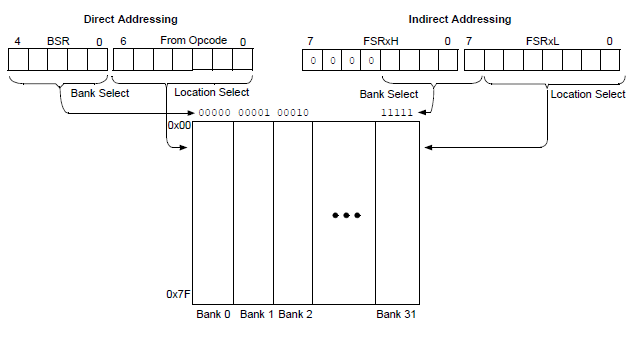 Direct Addressing Indirect Addressing
4 BSR 0 6 From Opcode 0 7 FSRxH 0 7 FSRxL 0
0 0 0 0
Bank Select Location Select Bank Select Location Select
00000 00001 00010 11111
0x00
0x7F
Bank 0 Bank 1 Bank 2 Bank 31